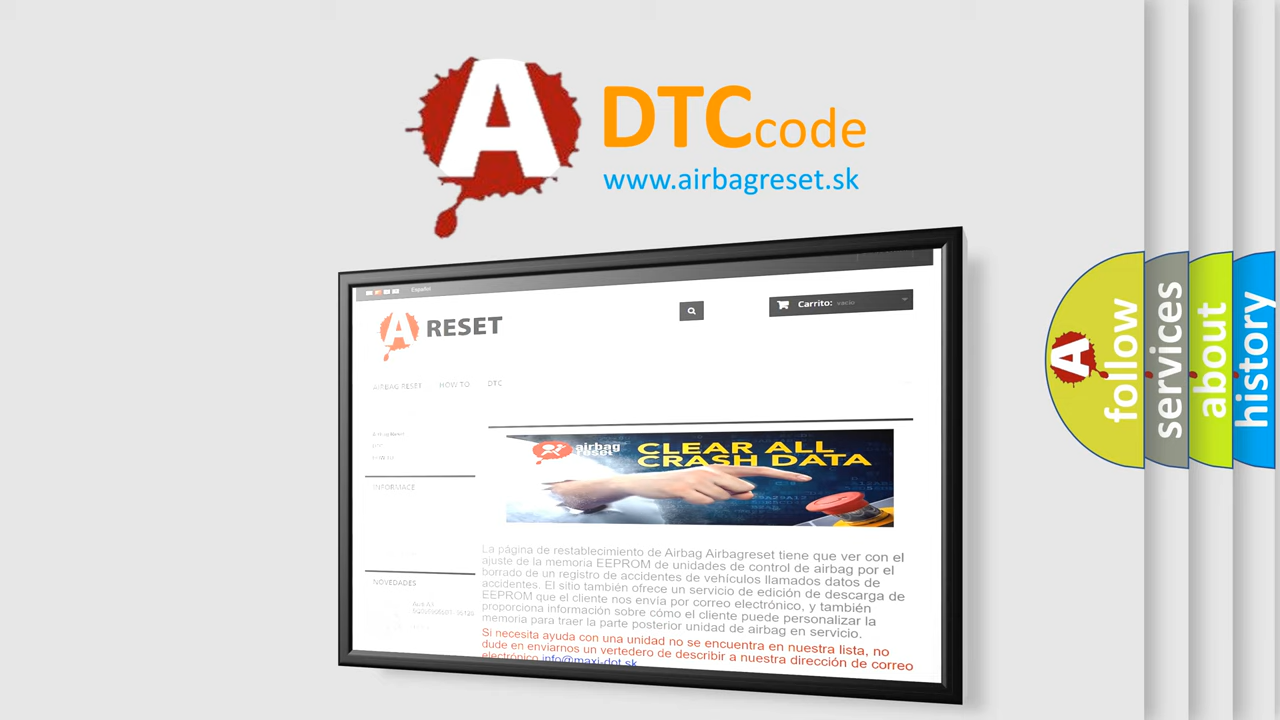 A
DTC code
www.airbagreset.sk
Español
A RESET
Carrito: vacío
AIRBAG RESET HOW TO DTC
INFORMACE
NOVEDADES
airbag
reset
CLEAR ALL
CRASH DATA
La página de restablecimiento de Airbag Airbagreset tiene que ver con el
ajuste de la memoria EEPROM de unidades de control de airbag por el
borrado de un registro de accidentes de vehículos llamados datos de
accidentes. El sitio también ofrece un servicio de edición de descarga de
EEPROM que el cliente nos envía por correo electrónico, y también
proporciona información sobre cómo el cliente puede personalizar la
memoria para traer la parte posterior unidad de airbag en servicio.
Si necesita ayuda con una unidad no se encuentra en nuestra lista, no
dude en enviarnos un vertedero de describir a nuestra dirección de correo
electrónico info@maxi-dot.sk
A
follow
services
about
history